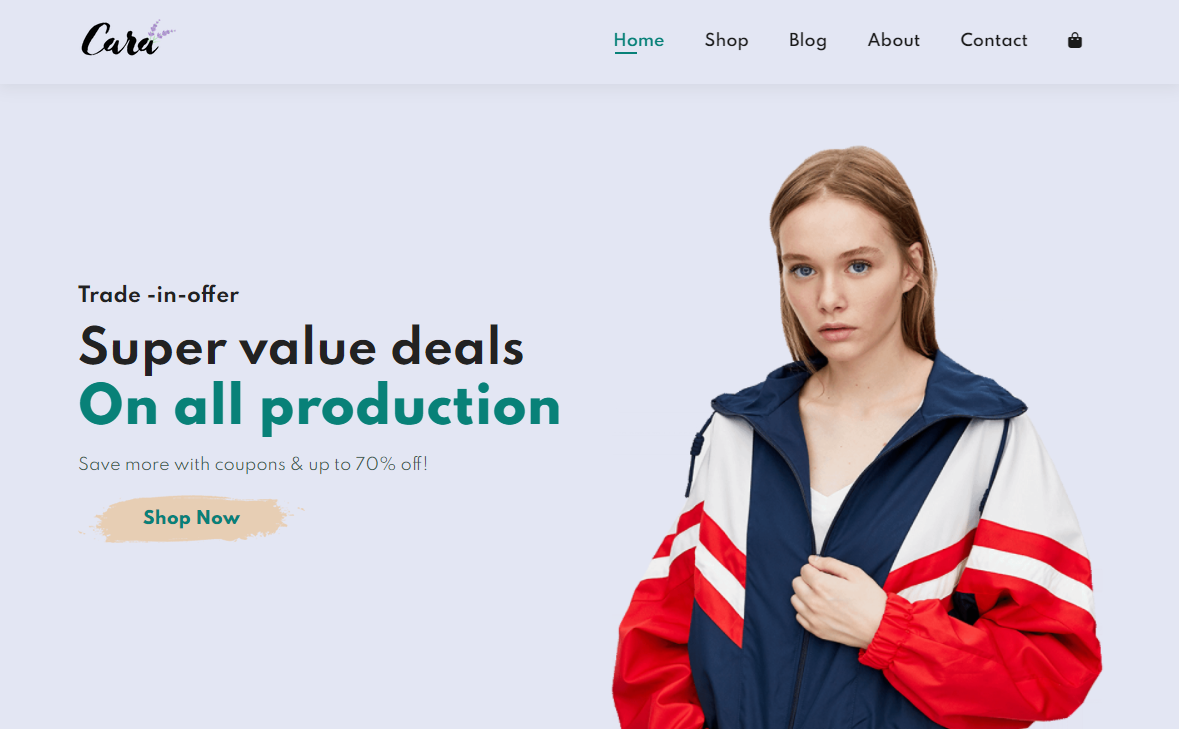 Cara
Home Shop Blog About Contact
Trade -in-offer
Super value deals
On all production
Save more with coupons & up to 70% off!
Shop Now